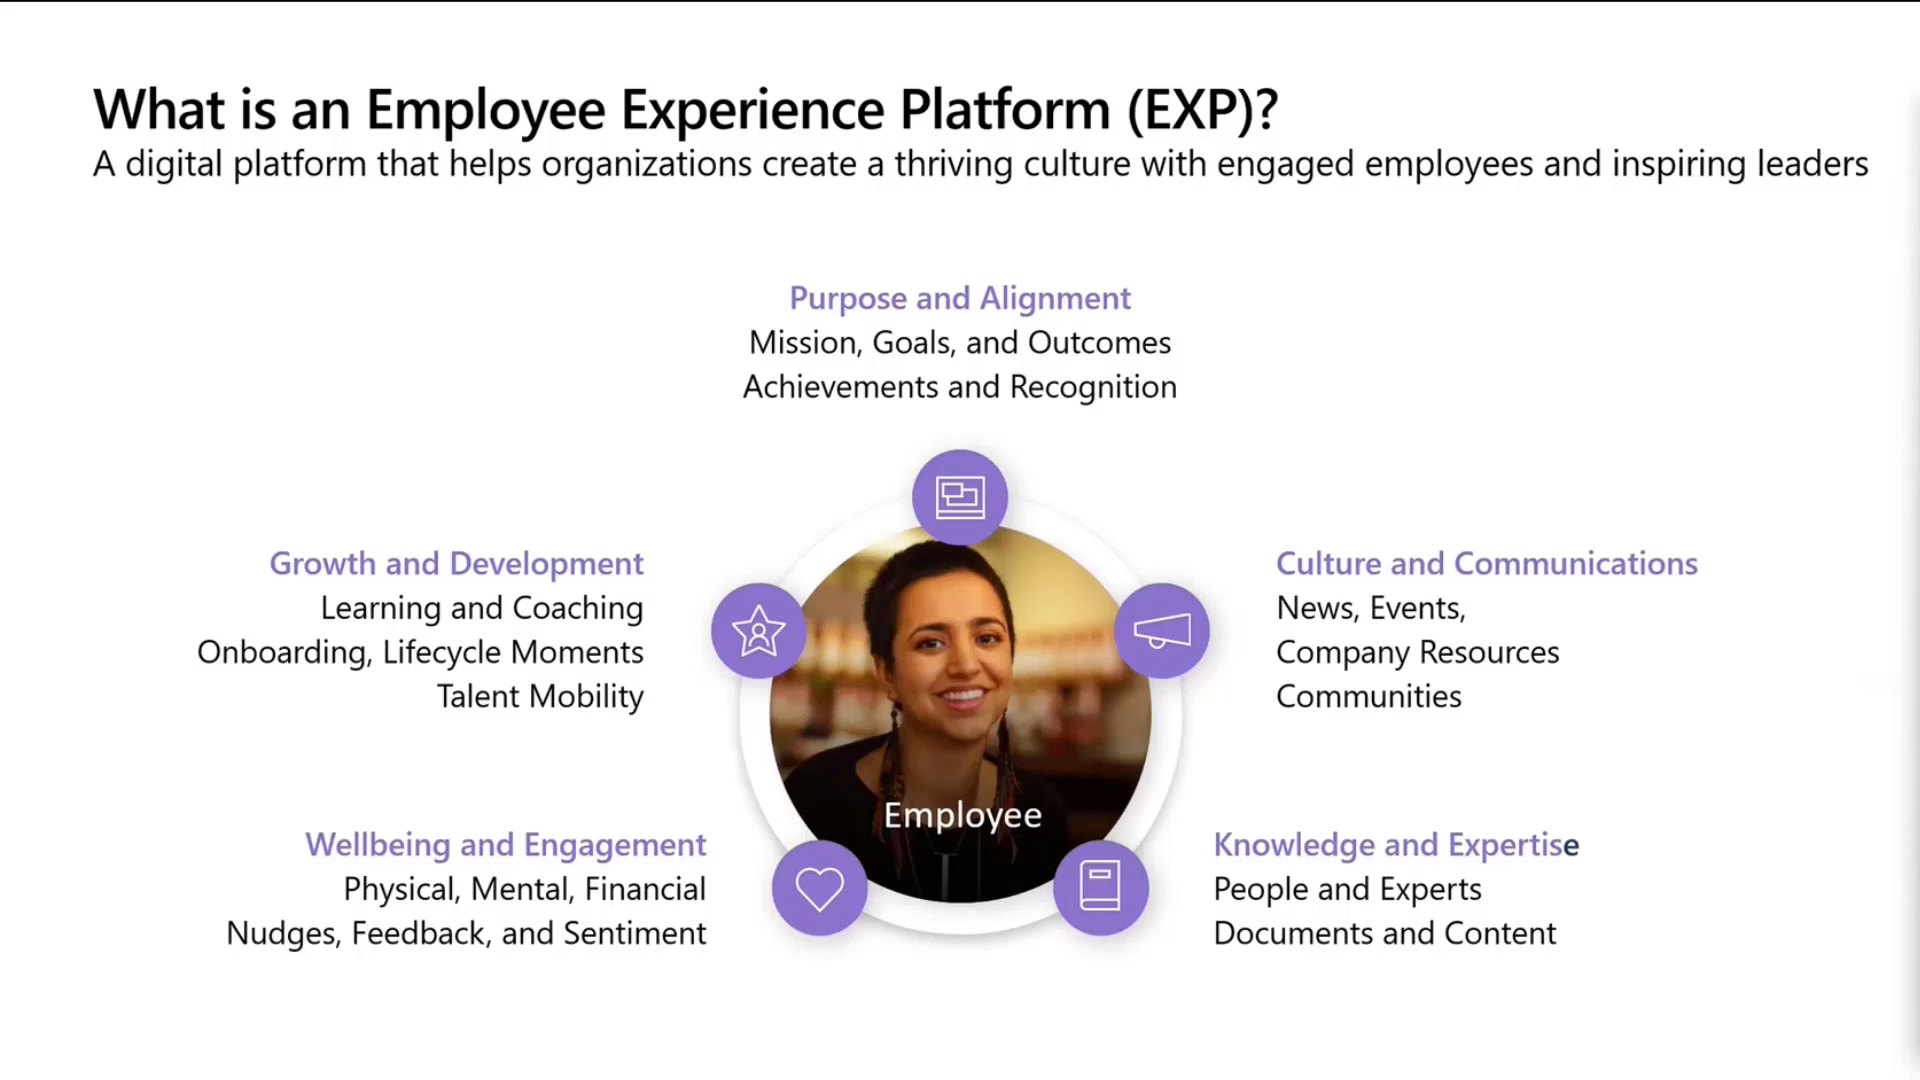 What is an Employee Experience Platform (EXP)?
A digital platform that helps organizations create a thriving culture with engaged employees and inspiring leaders
Purpose and Alignment
Mission, Goals, and Outcomes
Achievements and Recognition
Growth and Development
Learning and Coaching
Onboarding, Lifecycle Moments
Talent Mobility
Culture and Communications
News, Events,
Company Resources
Communities
Employee
Wellbeing and Engagement
Physical, Mental, Financial
Nudges, Feedback, and Sentiment
Knowledge and Expertise
People and Experts
Documents and Content